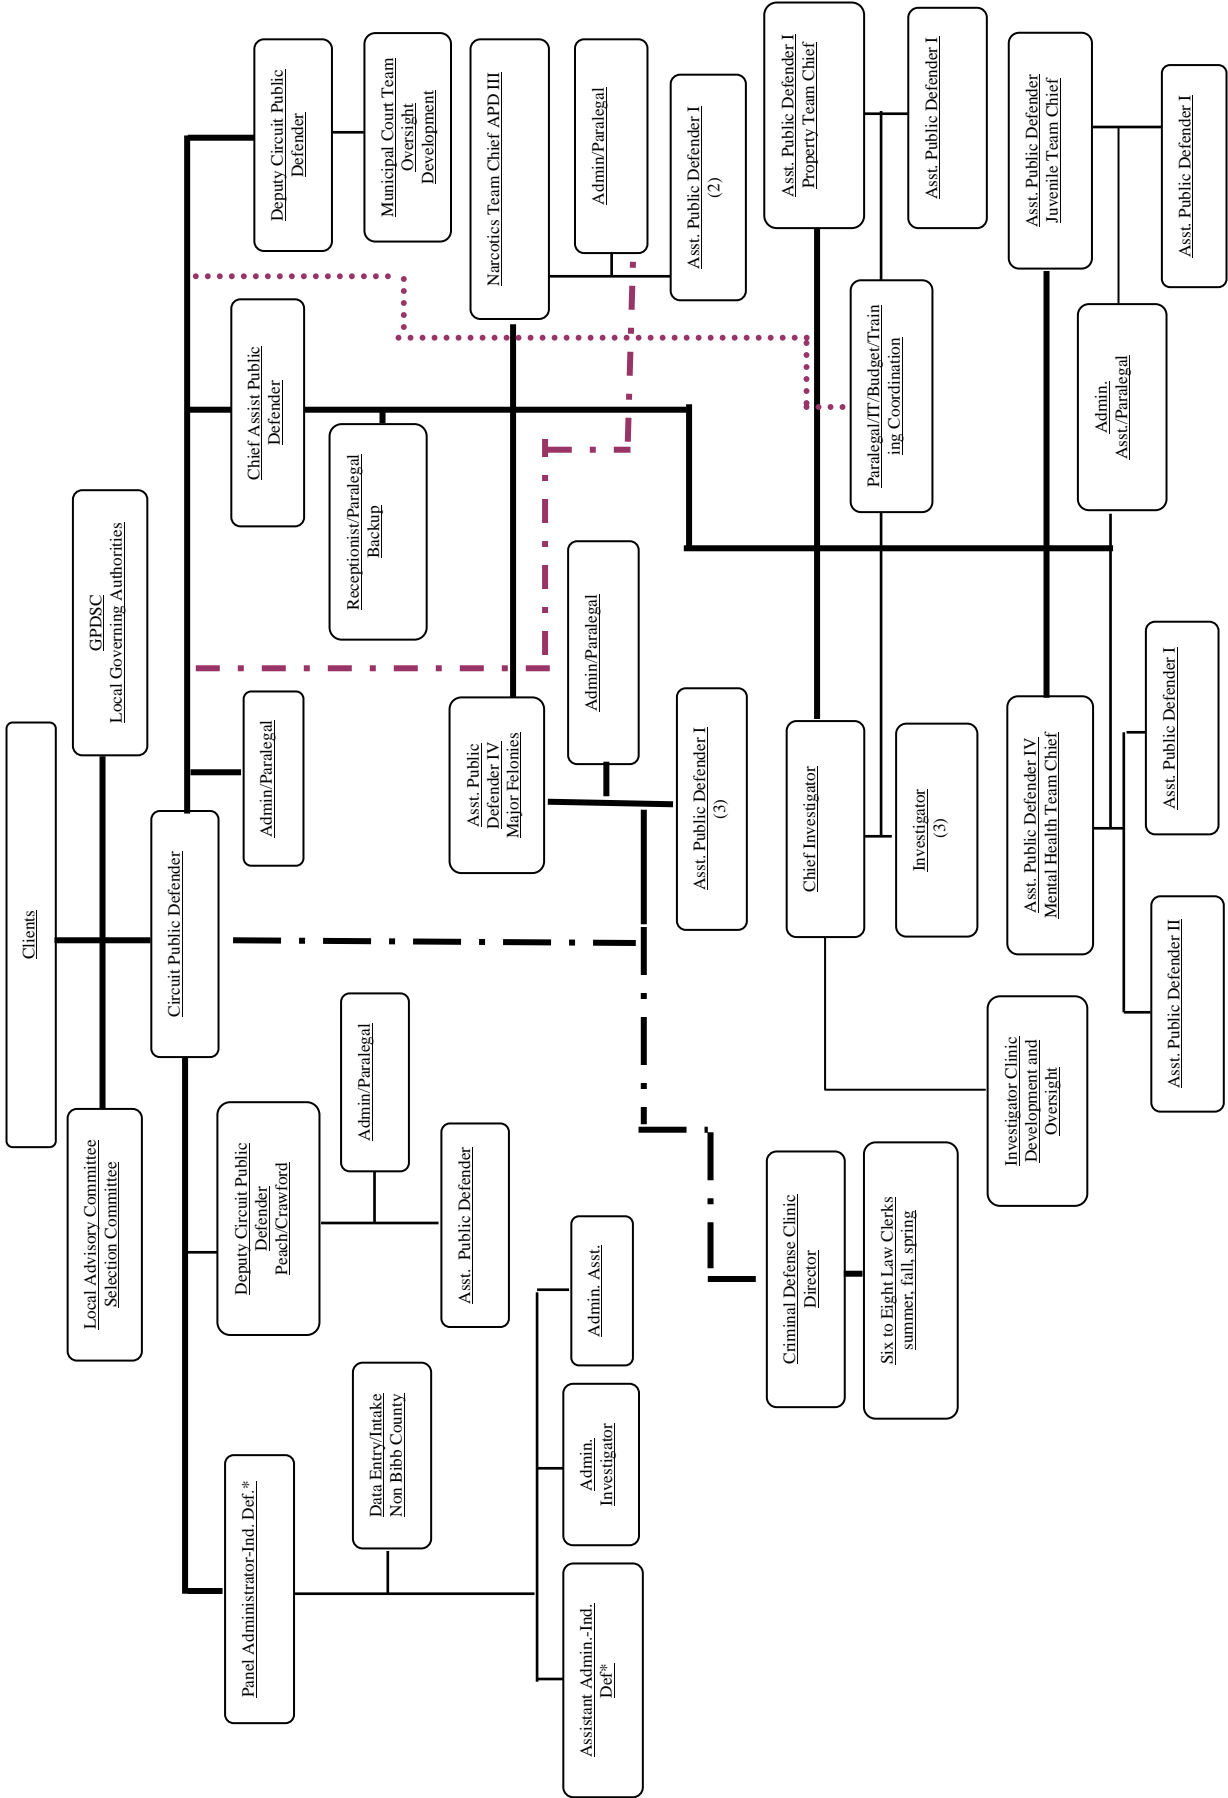 Clients
Local Advisory Committee
Selection Committee
GPDSC
Local Governing Authorities
Circuit Public Defender
Panel Administrator-Ind. Def.*
Deputy Circuit Public
Defender
Peach/Crawford
Admin/Paralegal
Chief Assist Public
Defender
Deputy Circuit Public
Defender
Data Entry/Intake
Non Bibb County
Admin/Paralegal
Receptionist/Paralegal
Backup
Municipal Court Team
Oversight
Development
Asst.  Public Defender
Asst. Public
Defender IV
Major Felonies
Narcotics Team Chief APD III
Assistant Admin.-Ind.
Def*
Admin.
Investigator
Admin. Asst.
Admin/Paralegal
Admin/Paralegal
Asst. Public Defender I
(3)
Asst. Public Defender I
(2)
Criminal Defense Clinic
Director
Chief Investigator
Asst. Public Defender I
Property Team Chief
Six to Eight Law Clerks
summer, fall, spring
Investigator
(3)
Paralegal/IT/Budget/Train
ing Coordination
Asst. Public Defender I
Investigator Clinic
Development and
Oversight
Asst. Public Defender IV
Mental Health Team Chief
Asst. Public Defender
Juvenile Team Chief
Admin.
Asst./Paralegal
Asst. Public Defender II
Asst. Public Defender I
Asst. Public Defender I